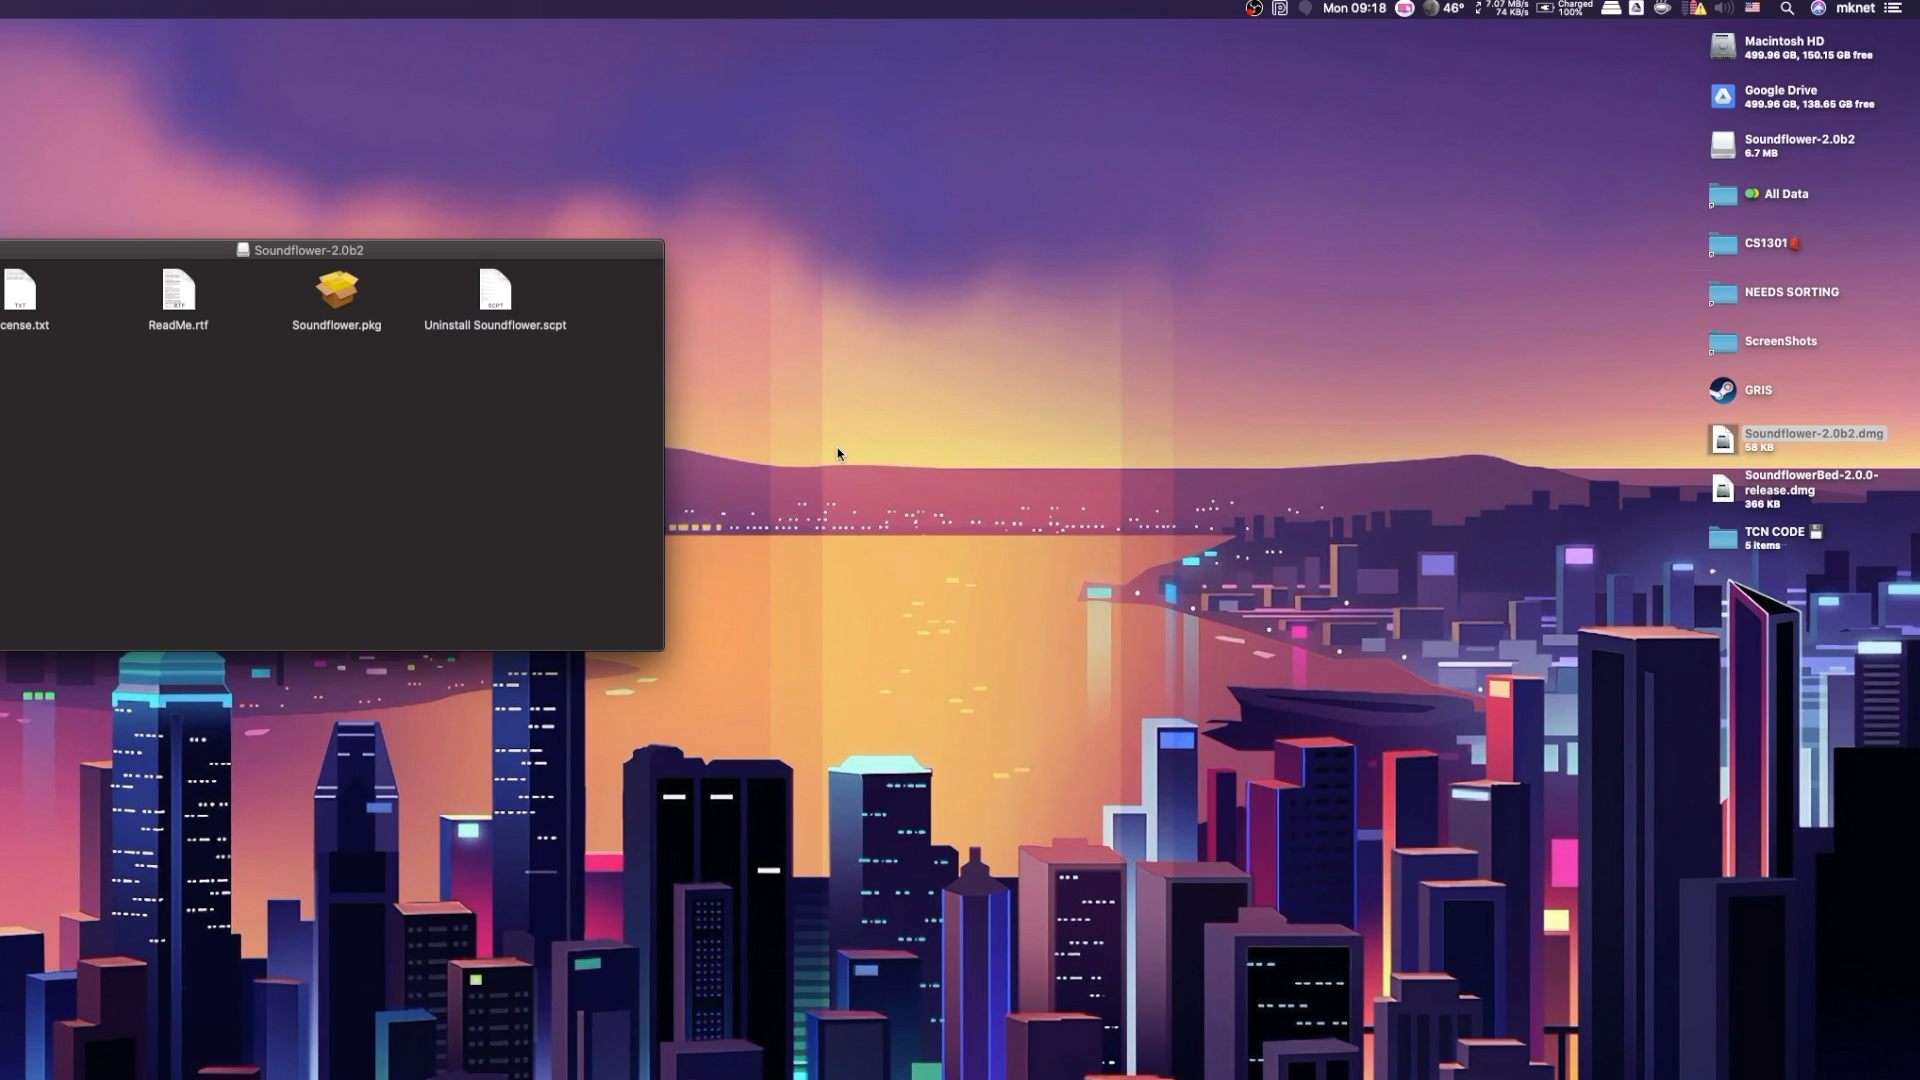 Mon 09:18
46°
7.07 MB/s
74 KB/s
Charged
100%
mknet
Macintosh HD
499.96 GB, 150.15 GB free
Google Drive
499.96 GB, 138.65 GB free
Soundflower-2.0b2
6.7 MB
All Data
CS1301
NEEDS SORTING
ScreenShots
GRIS
Soundflower-2.0b2.dmg
58 KB
SoundflowerBed-2.0.0-
release.dmg
366 KB
TCN CODE
5 items
Soundflower-2.0b2
TXT
RTF
SCPT
cense.txt
ReadMe.rtf
Soundflower.pkg
Uninstall Soundflower.scpt